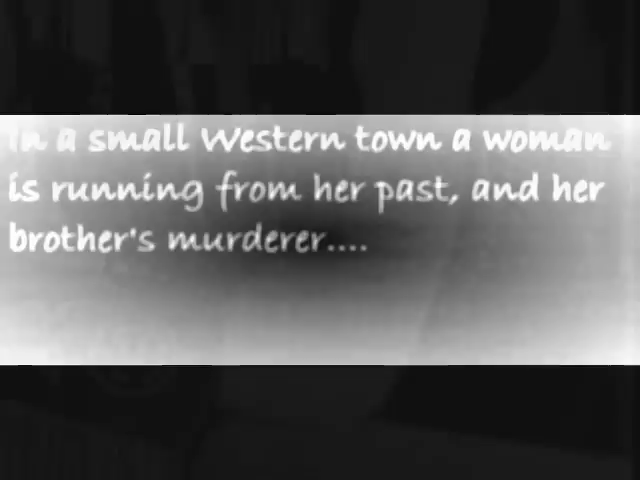 In a small Western town a woman
is running from her past, and her
brother's murderer....